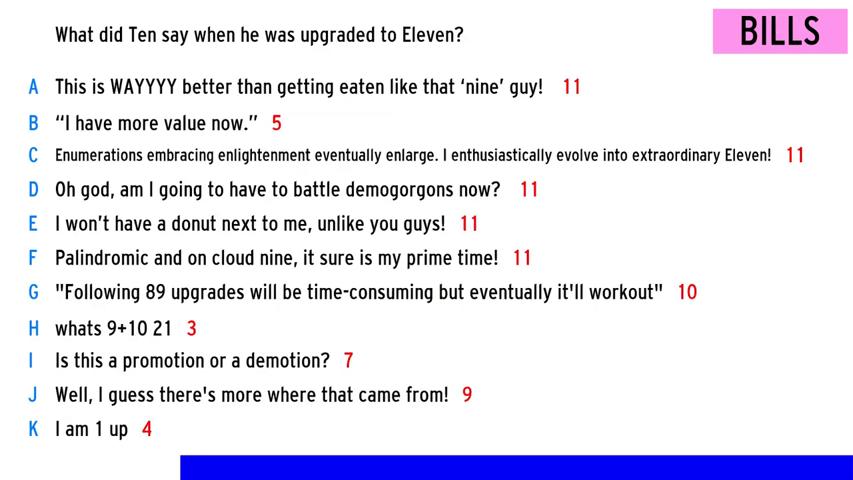 What did Ten say when he was upgraded to Eleven?
BILLS
A This is WAYYYY better than getting eaten like that ‘nine’ guy! 11
B “I have more value now.” 5
C Enumerations embracing enlightenment eventually enlarge. I enthusiastically evolve into extraordinary Eleven! 11
D Oh god, am I going to have to battle demogorgons now? 11
E I won’t have a donut next to me, unlike you guys! 11
F Palindromic and on cloud nine, it sure is my prime time! 11
G "Following 89 upgrades will be time-consuming but eventually it'll workout" 10
H whats 9+10 21 3
I Is this a promotion or a demotion? 7
J Well, I guess there's more where that came from! 9
K I am 1 up 4